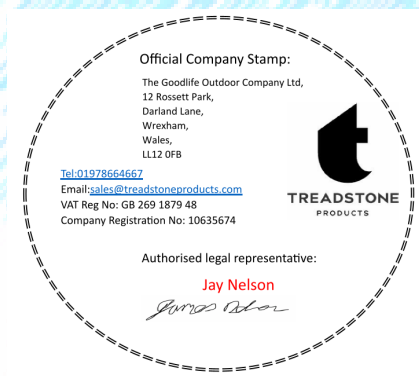 Official Company Stamp:
The Goodlife Outdoor Company Ltd,
12 Rossett Park,
Darland Lane,
Wrexham,
Wales,
LL12 0FB
Tel:01978664667
Email:sales@treadstoneproducts.com
VAT Reg No: GB 269 1879 48
Company Registration No: 10635674
TREADSTONE
PRODUCTS
Authorised legal representative:
Jay Nelson